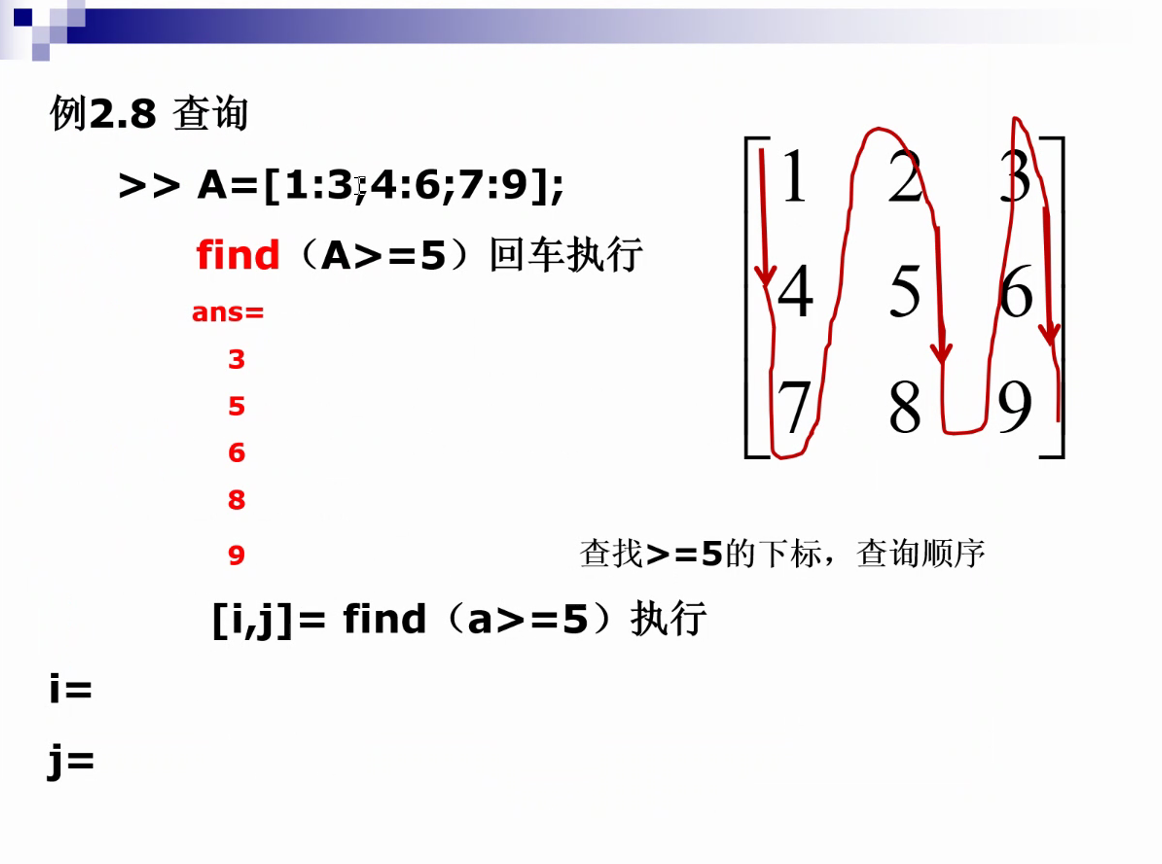 例2.8 查询
>> A=[1:3;4:6;7:9];
find（A>=5）回车执行
ans=
3
5
6
8
9
1 2 3
4 5 6
7 8 9
查找>=5的下标，查询顺序
[i,j]= find（a>=5）执行
i=
j=